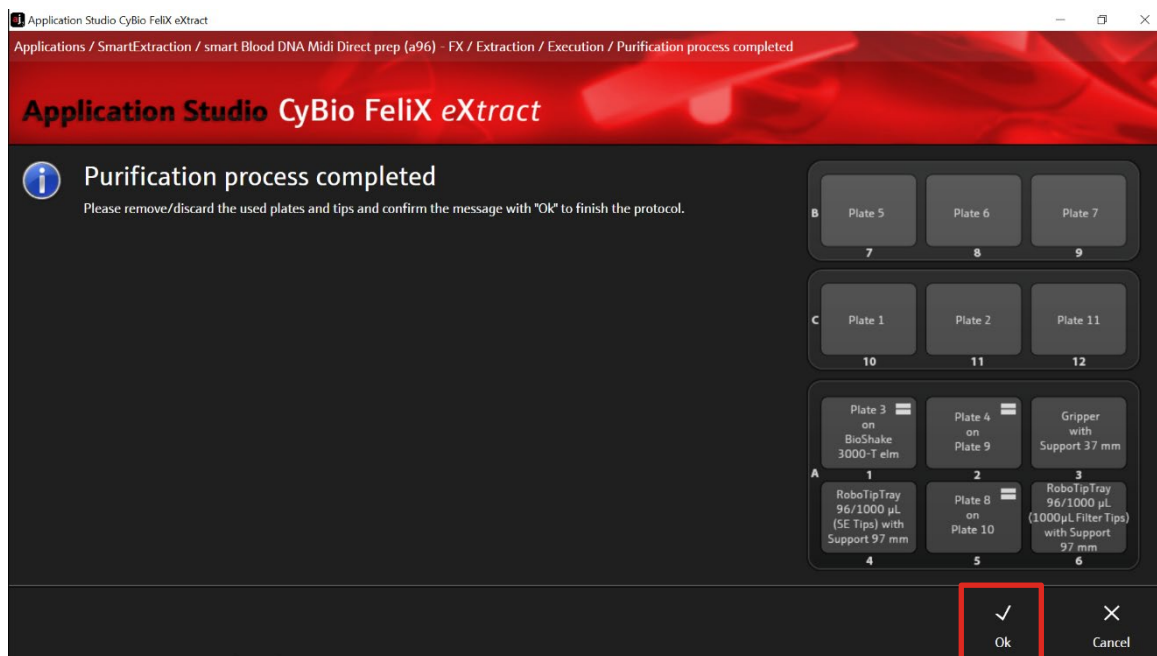 aj.
Application Studio CyBio FeliX eXtract
Applications / SmartExtraction / smart Blood DNA Midi Direct prep (a96) - FX / Extraction / Execution / Purification process completed
Application Studio CyBio FeliX eXtract
Purification process completed
Please remove/discard the used plates and tips and confirm the message with "Ok" to finish the protocol.
B
Plate 5
Plate 6
Plate 7
7
8
9
C
Plate 1
Plate 2
Plate 11
10
11
12
Plate 3
on
BioShake
3000-T elm
Plate 4
on
Plate 9
Gripper
with
Support 37 mm
A
1
2
3
RoboTipTray
96/1000 µL
(SE Tips) with
Support 97 mm
Plate 8
on
Plate 10
RoboTipTray
96/1000 µL
(1000µL Filter Tips)
with Support
97 mm
4
5
6
Ok
Cancel